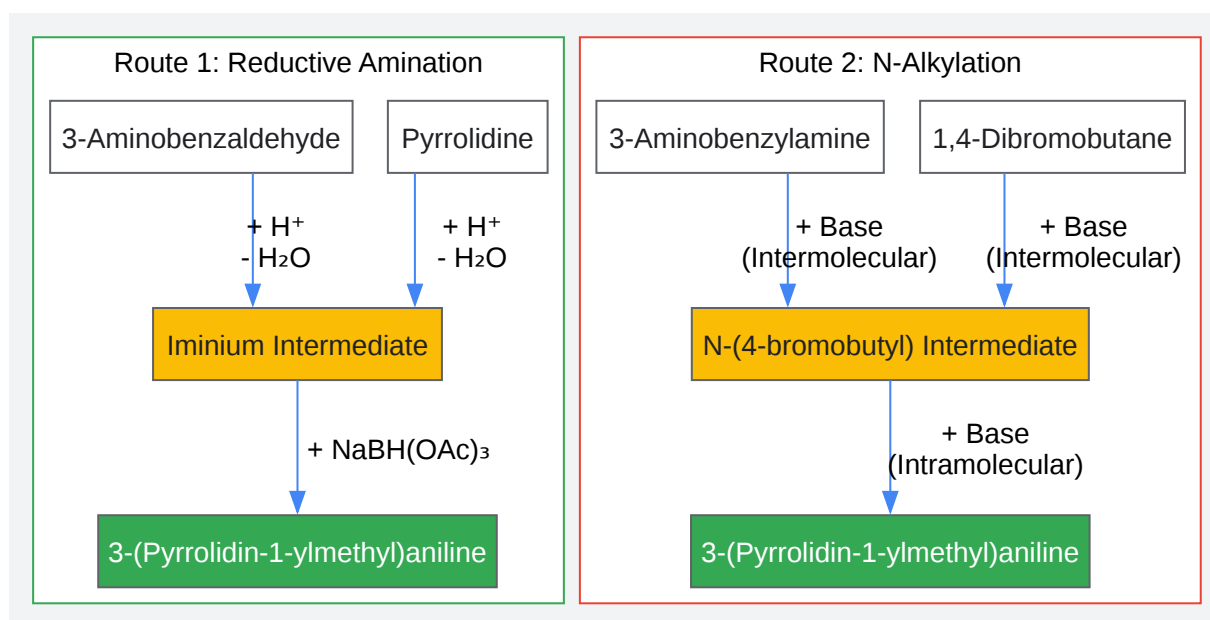 Route 1: Reductive Amination
3-Aminobenzaldehyde
Pyrrolidine
+ H⁺
- H₂O
+ H⁺
- H₂O
Iminium Intermediate
+ NaBH(OAc)₃
3-(Pyrrolidin-1-ylmethyl)aniline
Route 2: N-Alkylation
3-Aminobenzylamine
1,4-Dibromobutane
+ Base
(Intermolecular)
+ Base
(Intermolecular)
N-(4-bromobutyl) Intermediate
+ Base
(Intramolecular)
3-(Pyrrolidin-1-ylmethyl)aniline